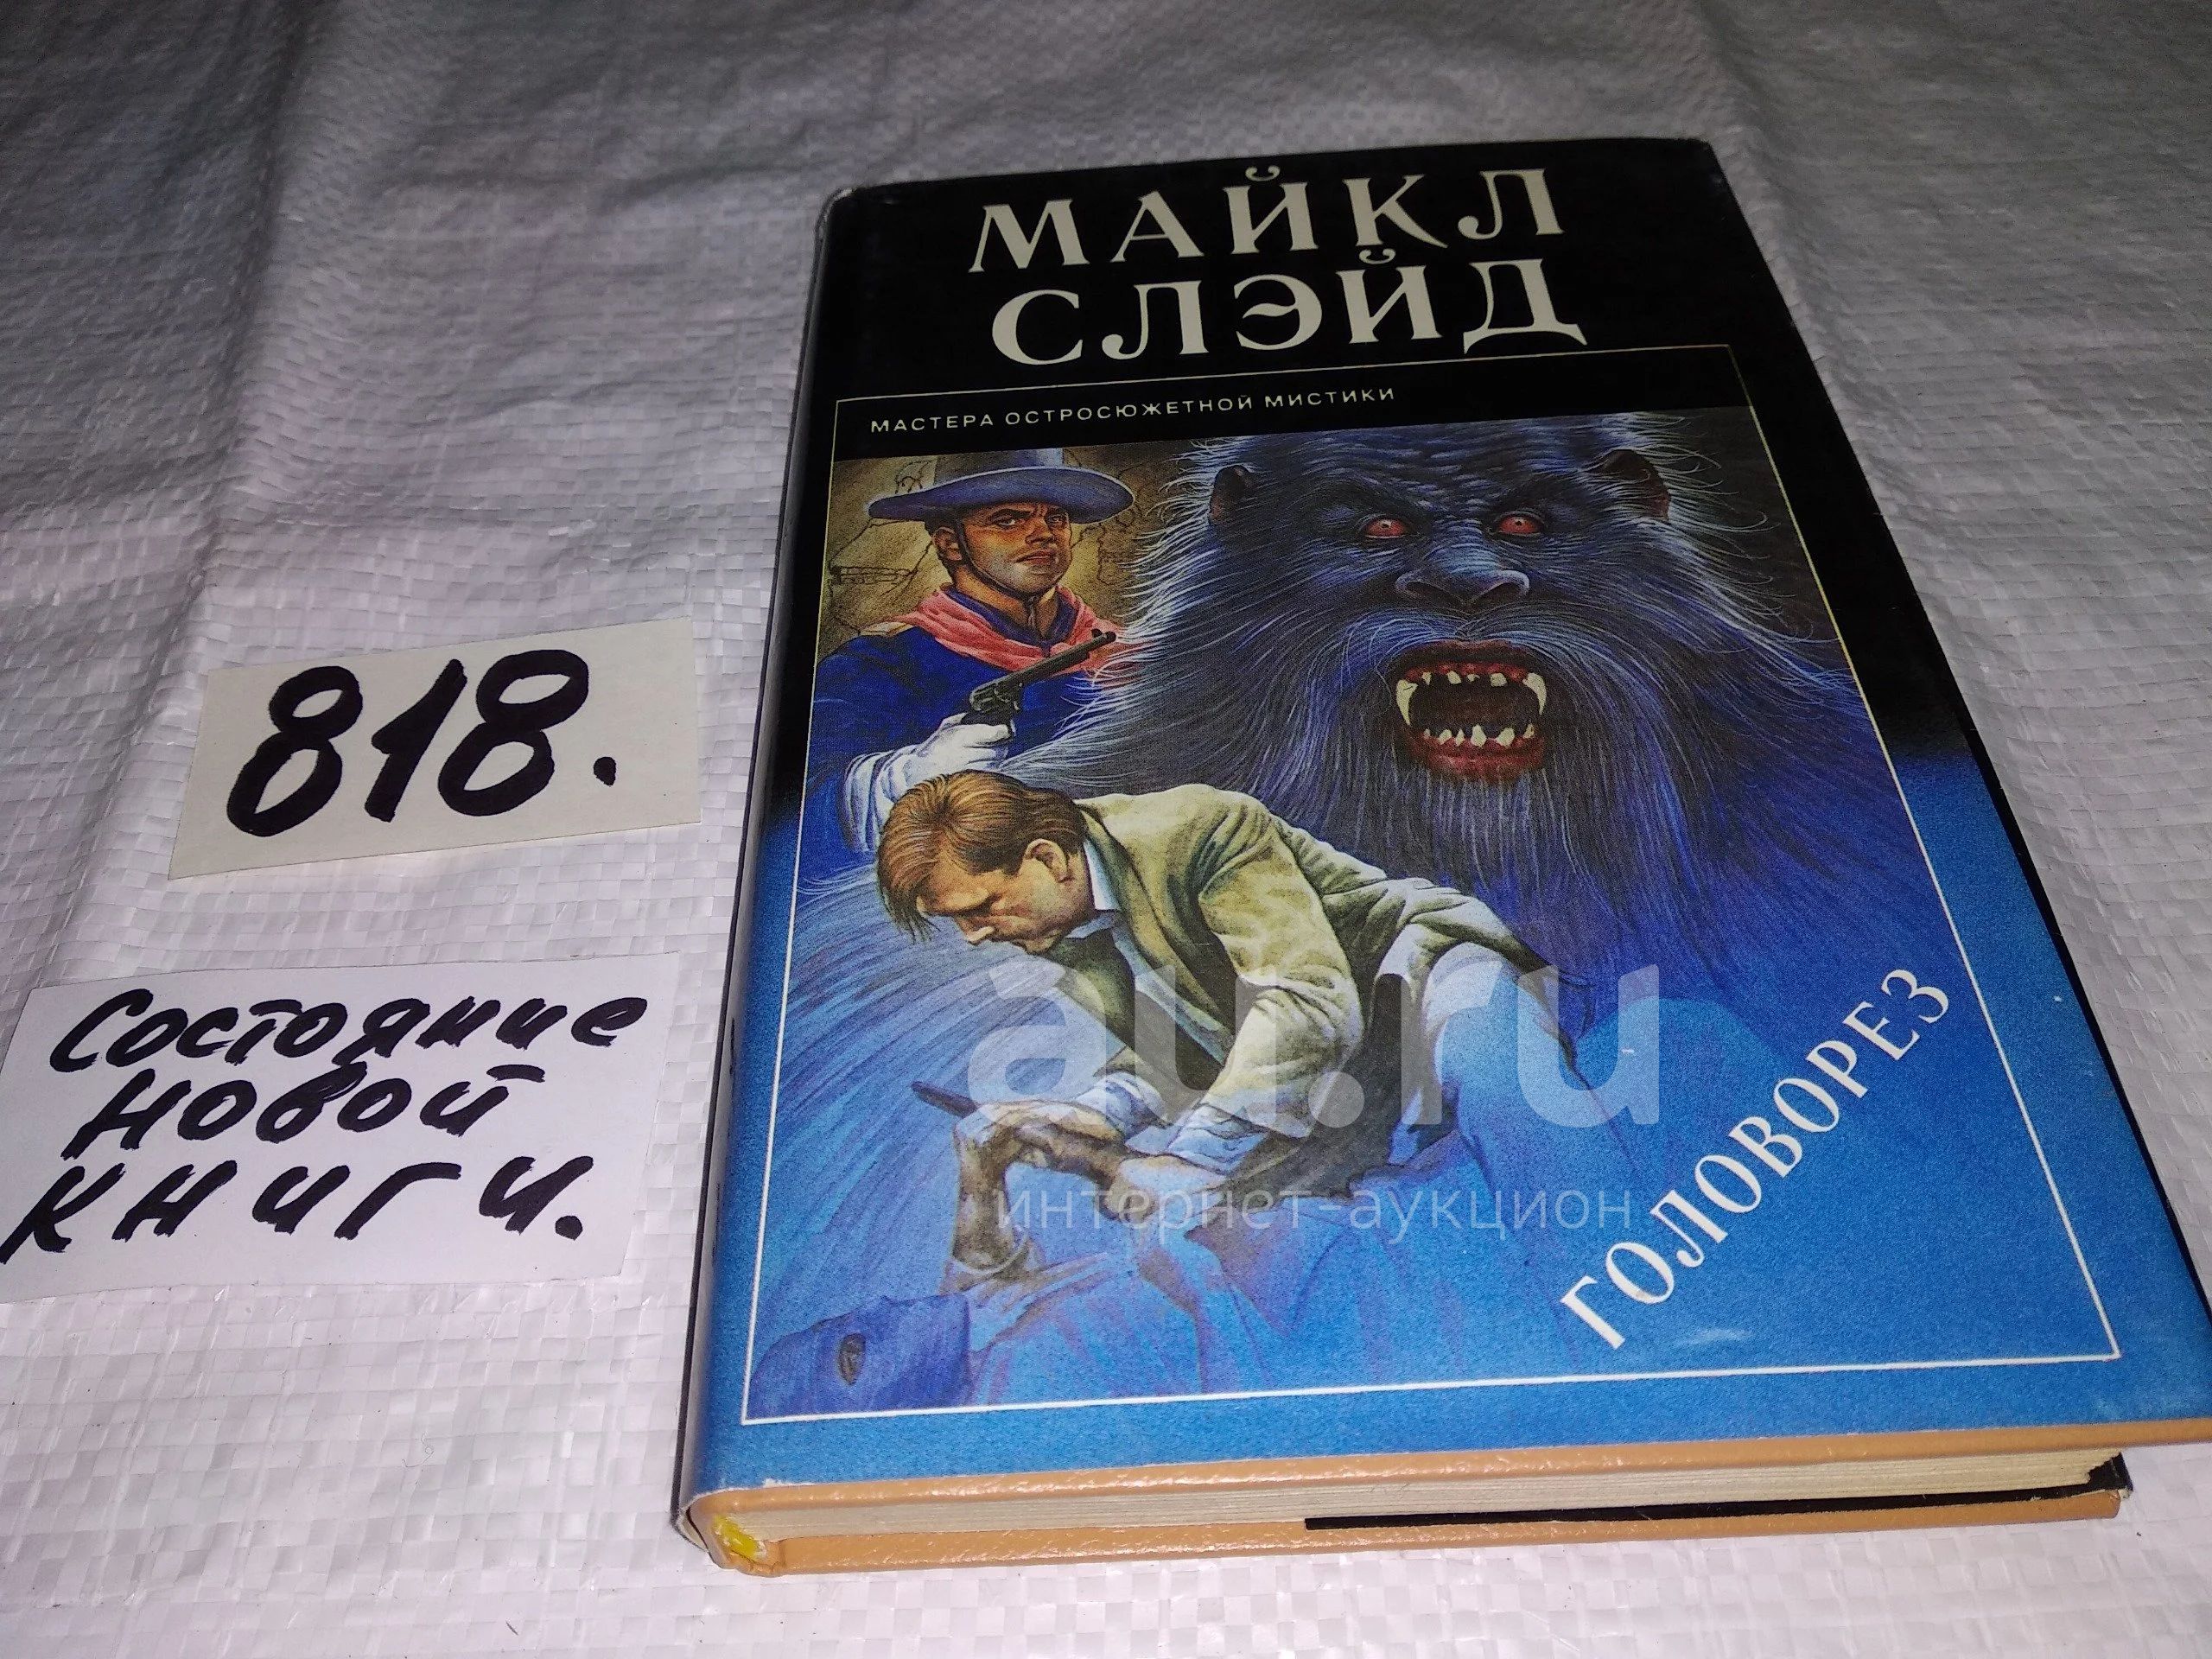 МАЙКЛ
СЛЭЙД
МАСТЕРА ОСТРОСЮЖЕТНОЙ МИСТИКИ
818.
Состояние
новой
книги.
au.ru
интернет-аукцион
ГОЛОВОРЕЗ